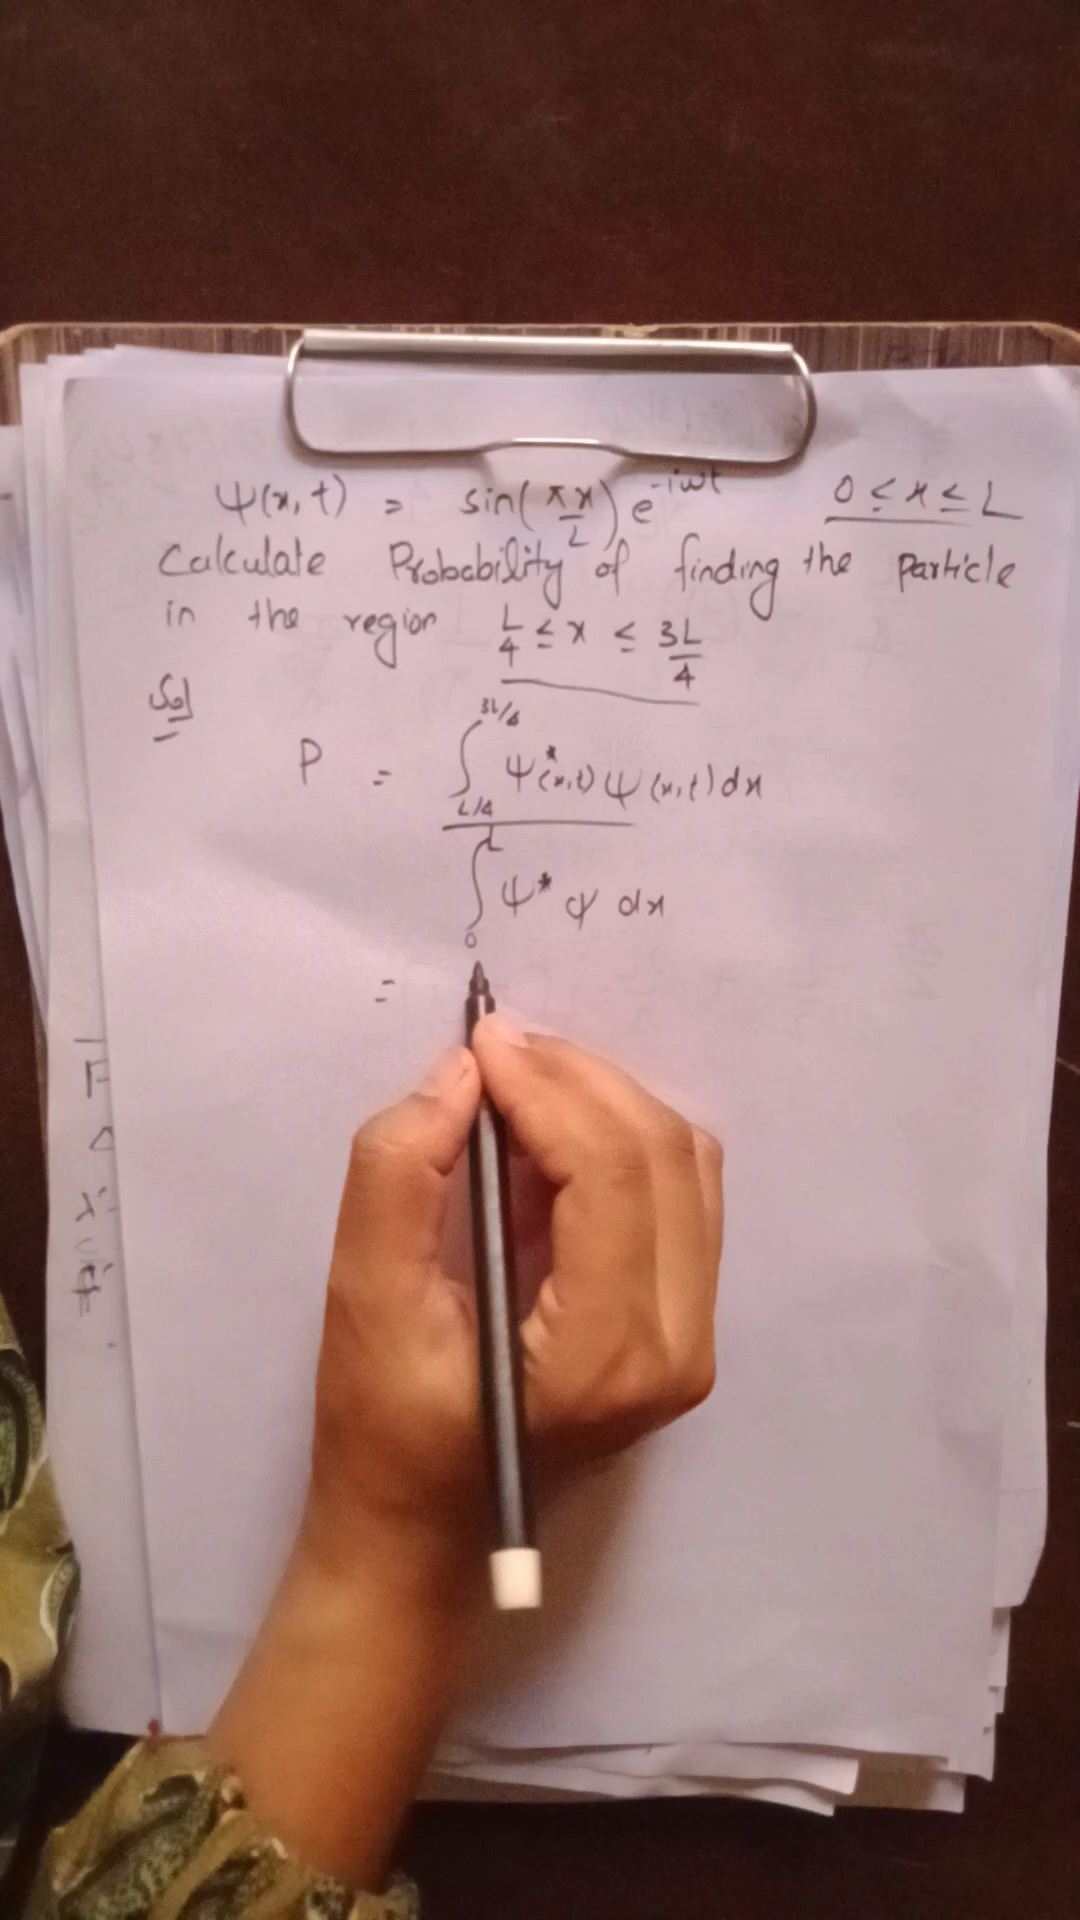 ψ(x,t) = sin(πx/L) e^-iωt 0 ≤ x ≤ L
Calculate Probability of finding the particle
in the region L/4 ≤ x ≤ 3L/4
Sol
P = ∫_{L/4}^{3L/4} ψ*(x,t) ψ(x,t) dx
∫_0^L ψ* ψ dx
=